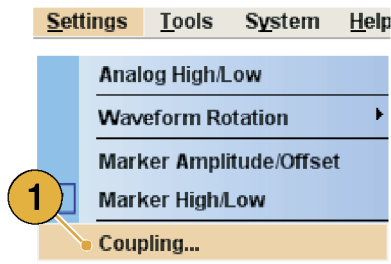 Settings Tools System Help
Analog High/Low
Waveform Rotation
Marker Amplitude/Offset
1 Marker High/Low
Coupling...